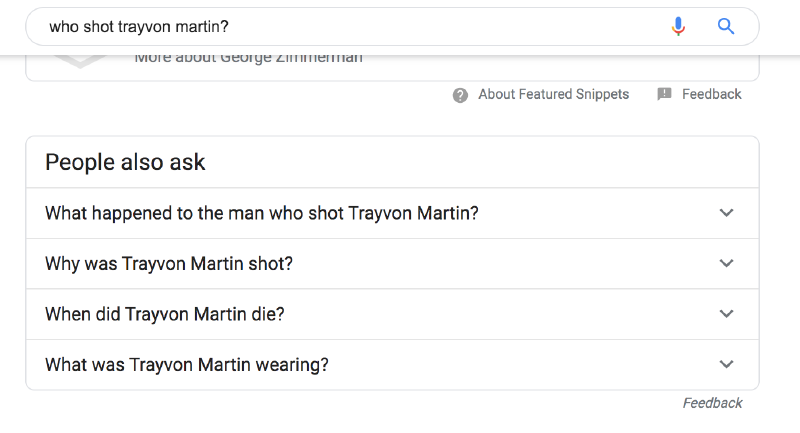 who shot trayvon martin?
More about George Zimmerman
About Featured Snippets Feedback
People also ask
What happened to the man who shot Trayvon Martin?
Why was Trayvon Martin shot?
When did Trayvon Martin die?
What was Trayvon Martin wearing?
Feedback